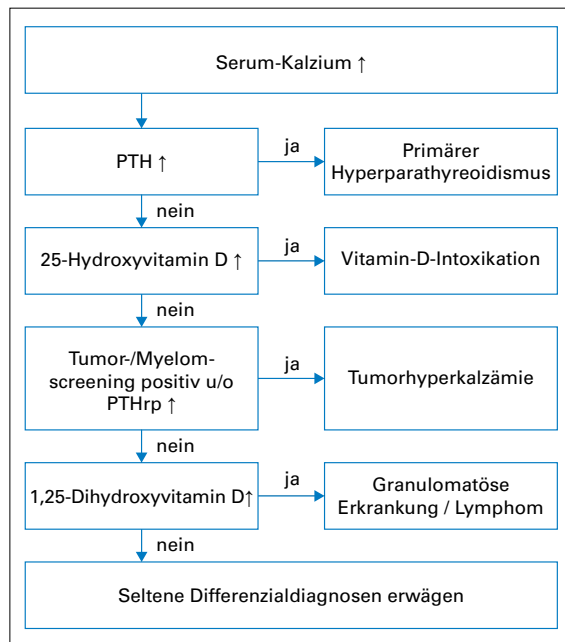 Serum-Kalzium ↑
PTH ↑
ja
Primärer
Hyperparathyreoidismus
nein
25-Hydroxyvitamin D ↑
ja
Vitamin-D-Intoxikation
nein
Tumor-/Myelom-
screening positiv u/o
PTHrp ↑
ja
Tumorhyperkalzämie
nein
1,25-Dihydroxyvitamin D↑
ja
Granulomatöse
Erkrankung / Lymphom
nein
Seltene Differenzialdiagnosen erwägen